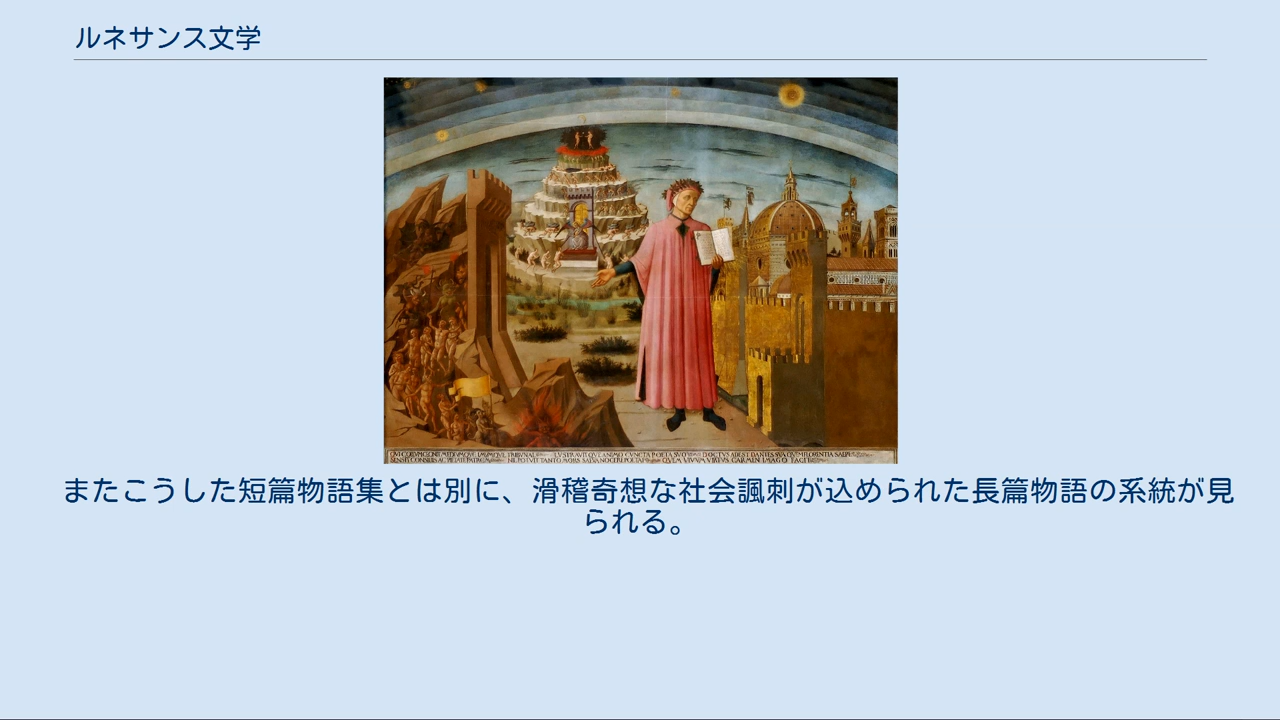 ルネサンス文学
またこうした短篇物語集とは別に、滑稽奇想な社会諷刺が込められた長篇物語の系統が見
られる。